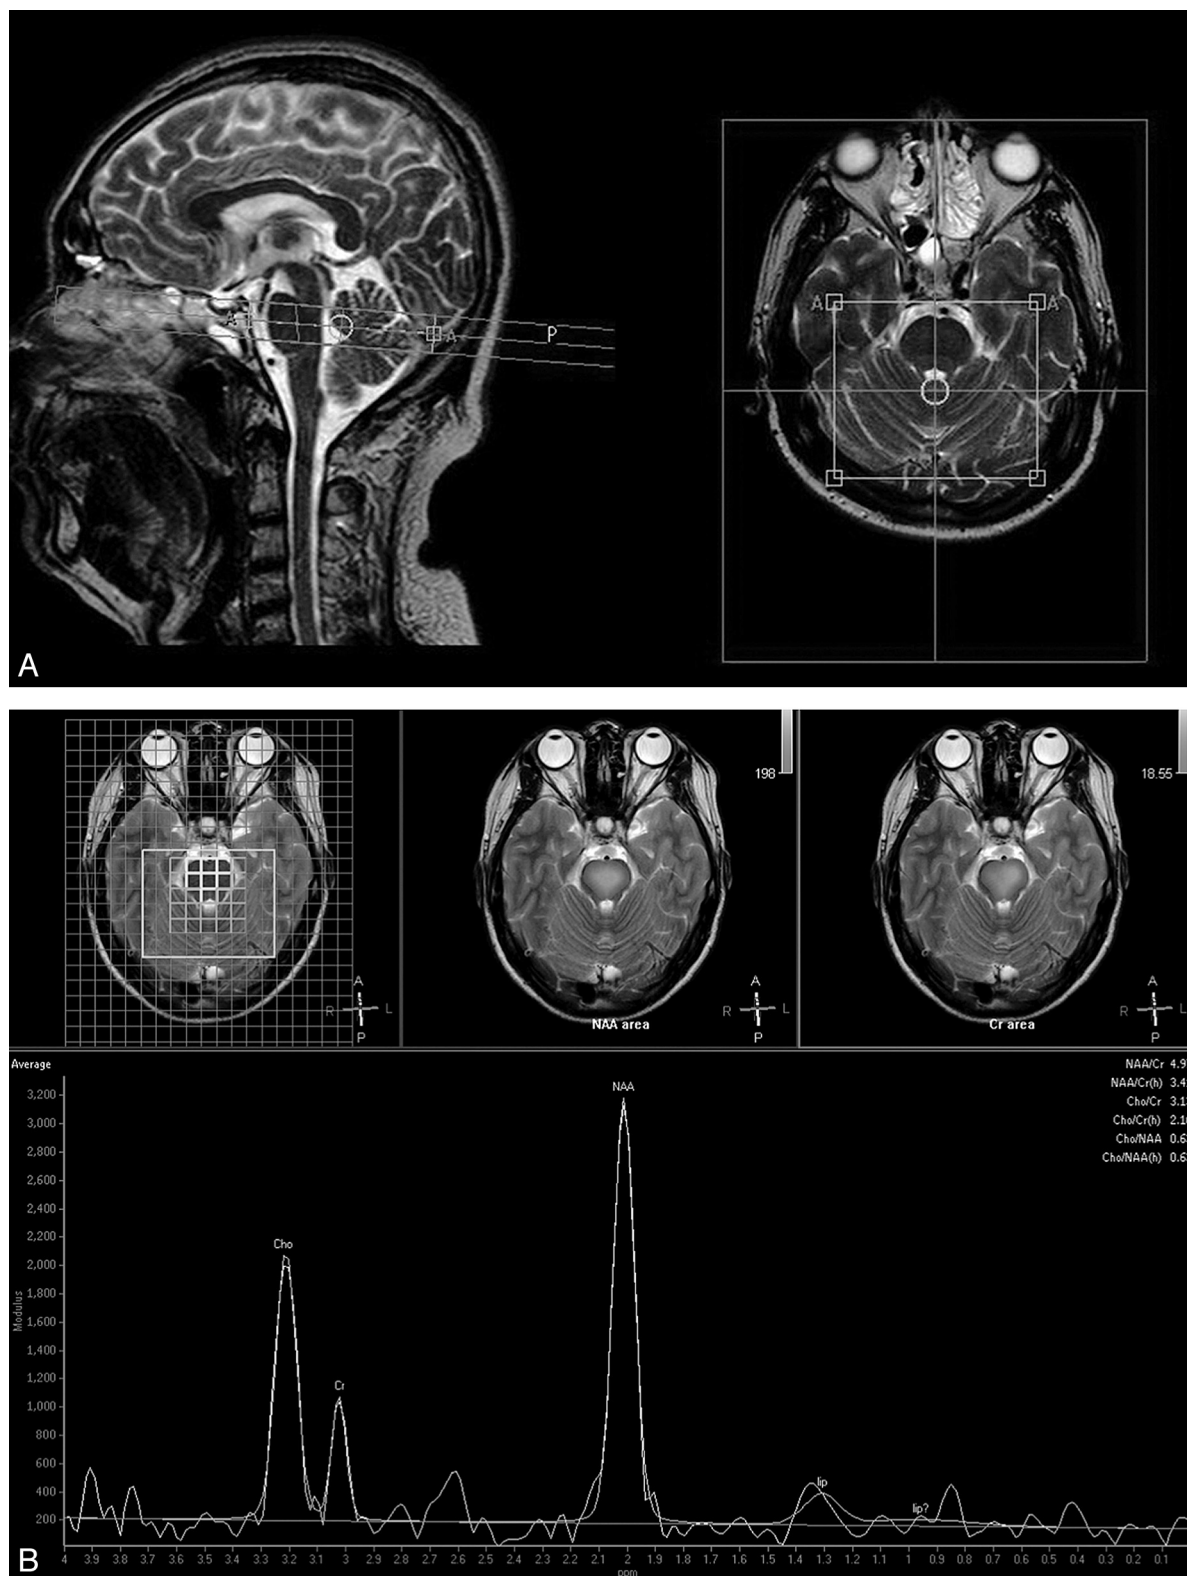 A
A
P
A
A
A
198
18.55
A
R L
P
A
R L
P
A
R L
P
NAA area
Cr area
Average
NAA/Cr 4.9
NAA/Cr(h) 3.4
Cho/Cr 3.1
Cho/Cr(h) 2.1
Cho/NAA 0.6
Cho/NAA(h) 0.6
3,200
3,000
2,800
2,600
2,400
2,200
2,000
1,800
1,600
1,400
1,200
1,000
800
600
400
200
Modulus
NAA
Cho
Cr
lip
lip?
4 3.9 3.8 3.7 3.6 3.5 3.4 3.3 3.2 3.1 3 2.9 2.8 2.7 2.6 2.5 2.4 2.3 2.2 2.1 2 1.9 1.8 1.7 1.6 1.5 1.4 1.3 1.2 1.1 1 0.9 0.8 0.7 0.6 0.5 0.4 0.3 0.2 0.1
ppm
B